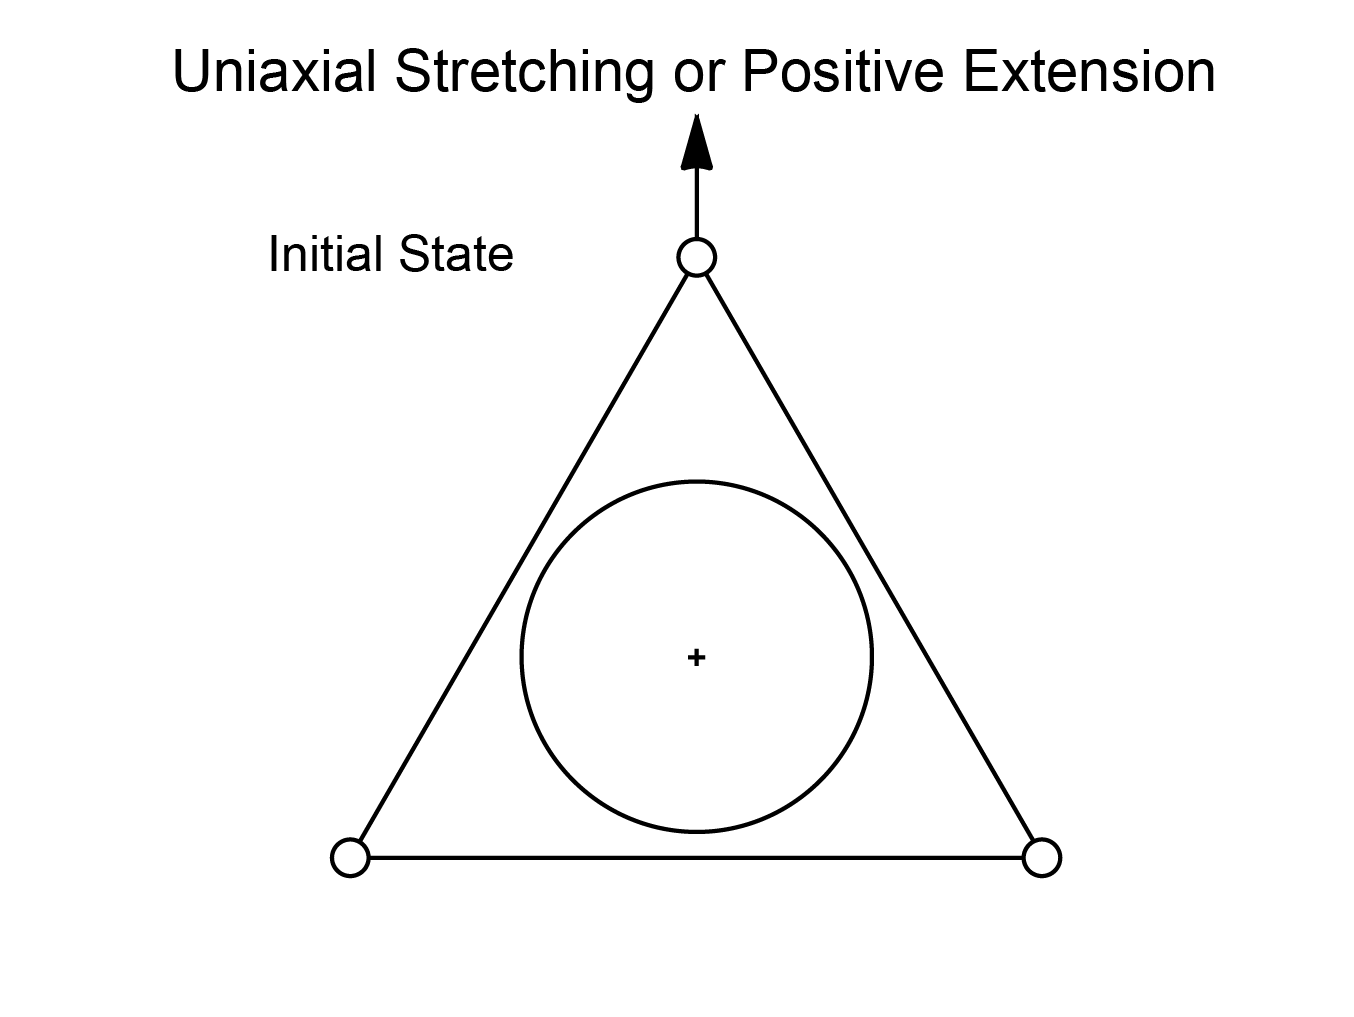 Uniaxial Stretching or Positive Extension
Initial State
+